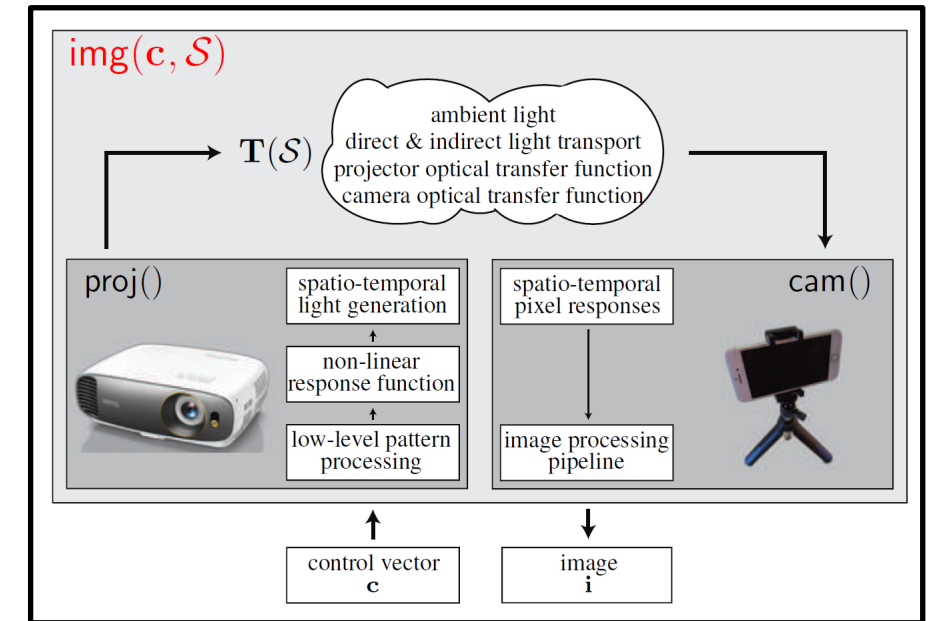 img(c, S)
T(S)
ambient light
direct & indirect light transport
projector optical transfer function
camera optical transfer function
proj()
spatio-temporal
light generation
non-linear
response function
low-level pattern
processing
spatio-temporal
pixel responses
image processing
pipeline
cam()
control vector
c
image
i